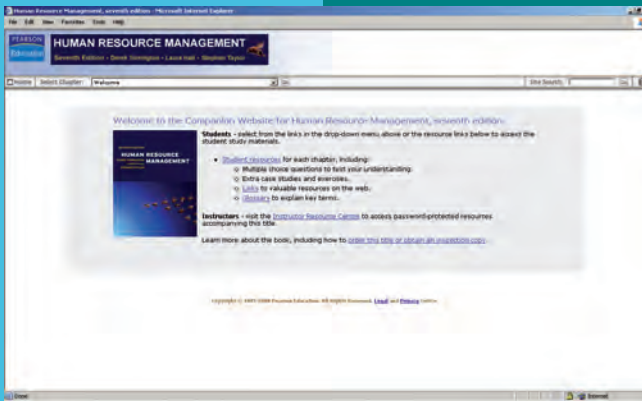 Human Resource Management, seventh edition - Microsoft Internet Explorer
File Edit View Favorites Tools Help
PEARSON
Education
HUMAN RESOURCE MANAGEMENT
Seventh Edition - Derek Torrington - Laura Hall - Stephen Taylor
Home Select Chapter: Welcome Go Site Search: Go
Welcome to the Companion Website for Human Resource Management, seventh edition.
HUMAN RESOURCE
MANAGEMENT
Students - select from the links in the drop-down menu above or the resource links below to access the
student study materials.
• Student resources for each chapter, including:
Multiple choice questions to test your understanding.
Extra case studies and exercises.
Links to valuable resources on the web.
Glossary to explain key terms.
Instructors - visit the Instructor Resource Centre to access password-protected resources
accompanying this title.
Learn more about the book, including how to order this title or obtain an inspection copy.
Copyright © 1995-2008 Pearson Education. All Rights Reserved. Legal and Privacy
Done Internet